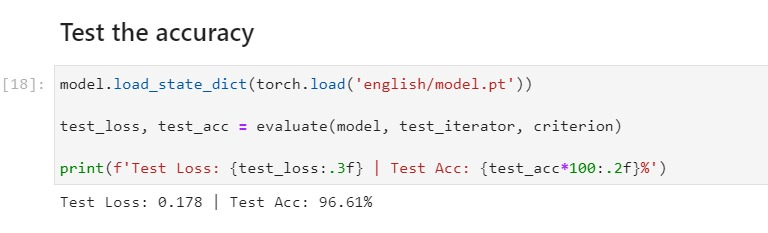 Test the accuracy
[18]: model.load_state_dict(torch.load('english/model.pt'))
test_loss, test_acc = evaluate(model, test_iterator, criterion)
print(f'Test Loss: {test_loss:.3f} | Test Acc: {test_acc*100:.2f}%')
Test Loss: 0.178 | Test Acc: 96.61%